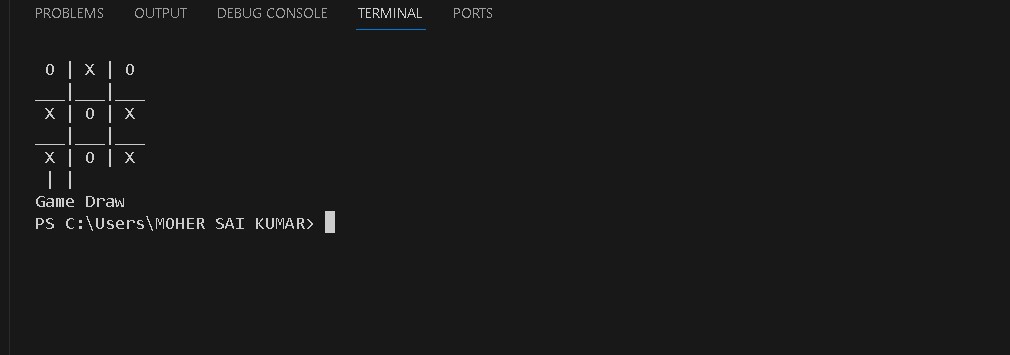 PROBLEMS OUTPUT DEBUG CONSOLE TERMINAL PORTS
 O | X | O
___|___|___
 X | O | X
___|___|___
 X | O | X
 | |
Game Draw
PS C:\Users\MOHER SAI KUMAR>